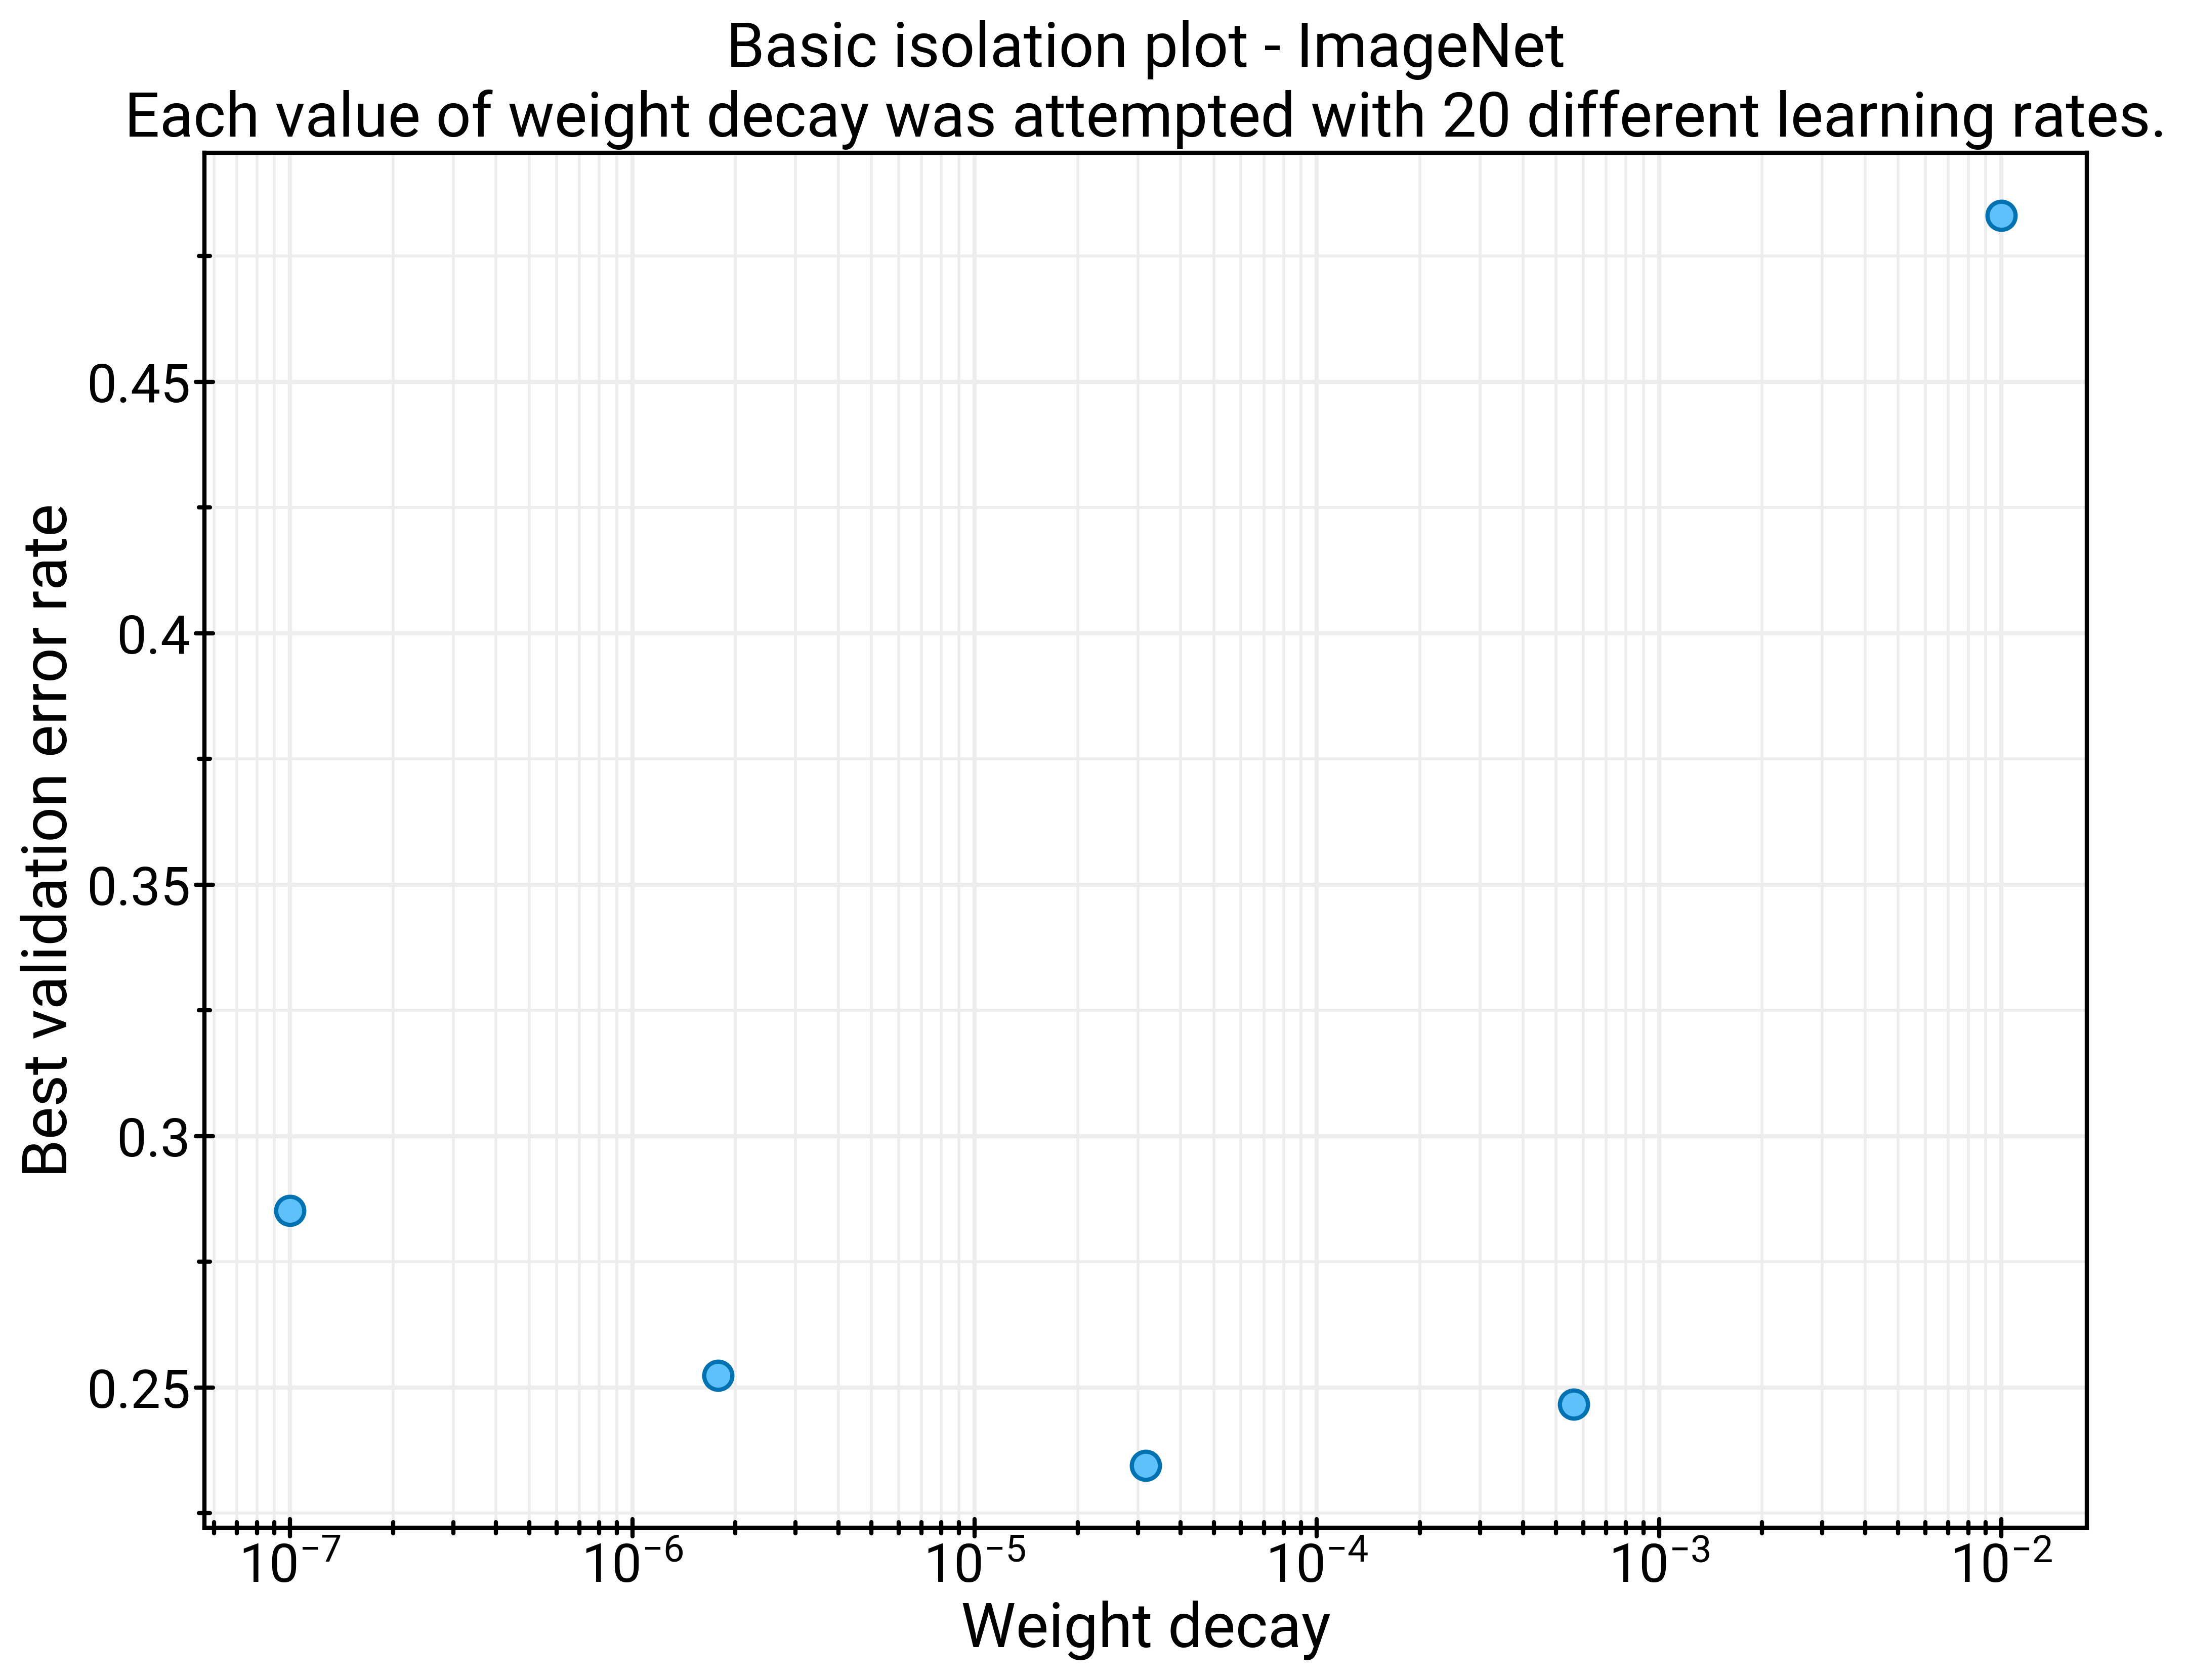 Basic isolation plot - ImageNet
Each value of weight decay was attempted with 20 different learning rates.
Best validation error rate
0.45
0.4
0.35
0.3
0.25
10⁻⁷
10⁻⁶
10⁻⁵
10⁻⁴
10⁻³
10⁻²
Weight decay